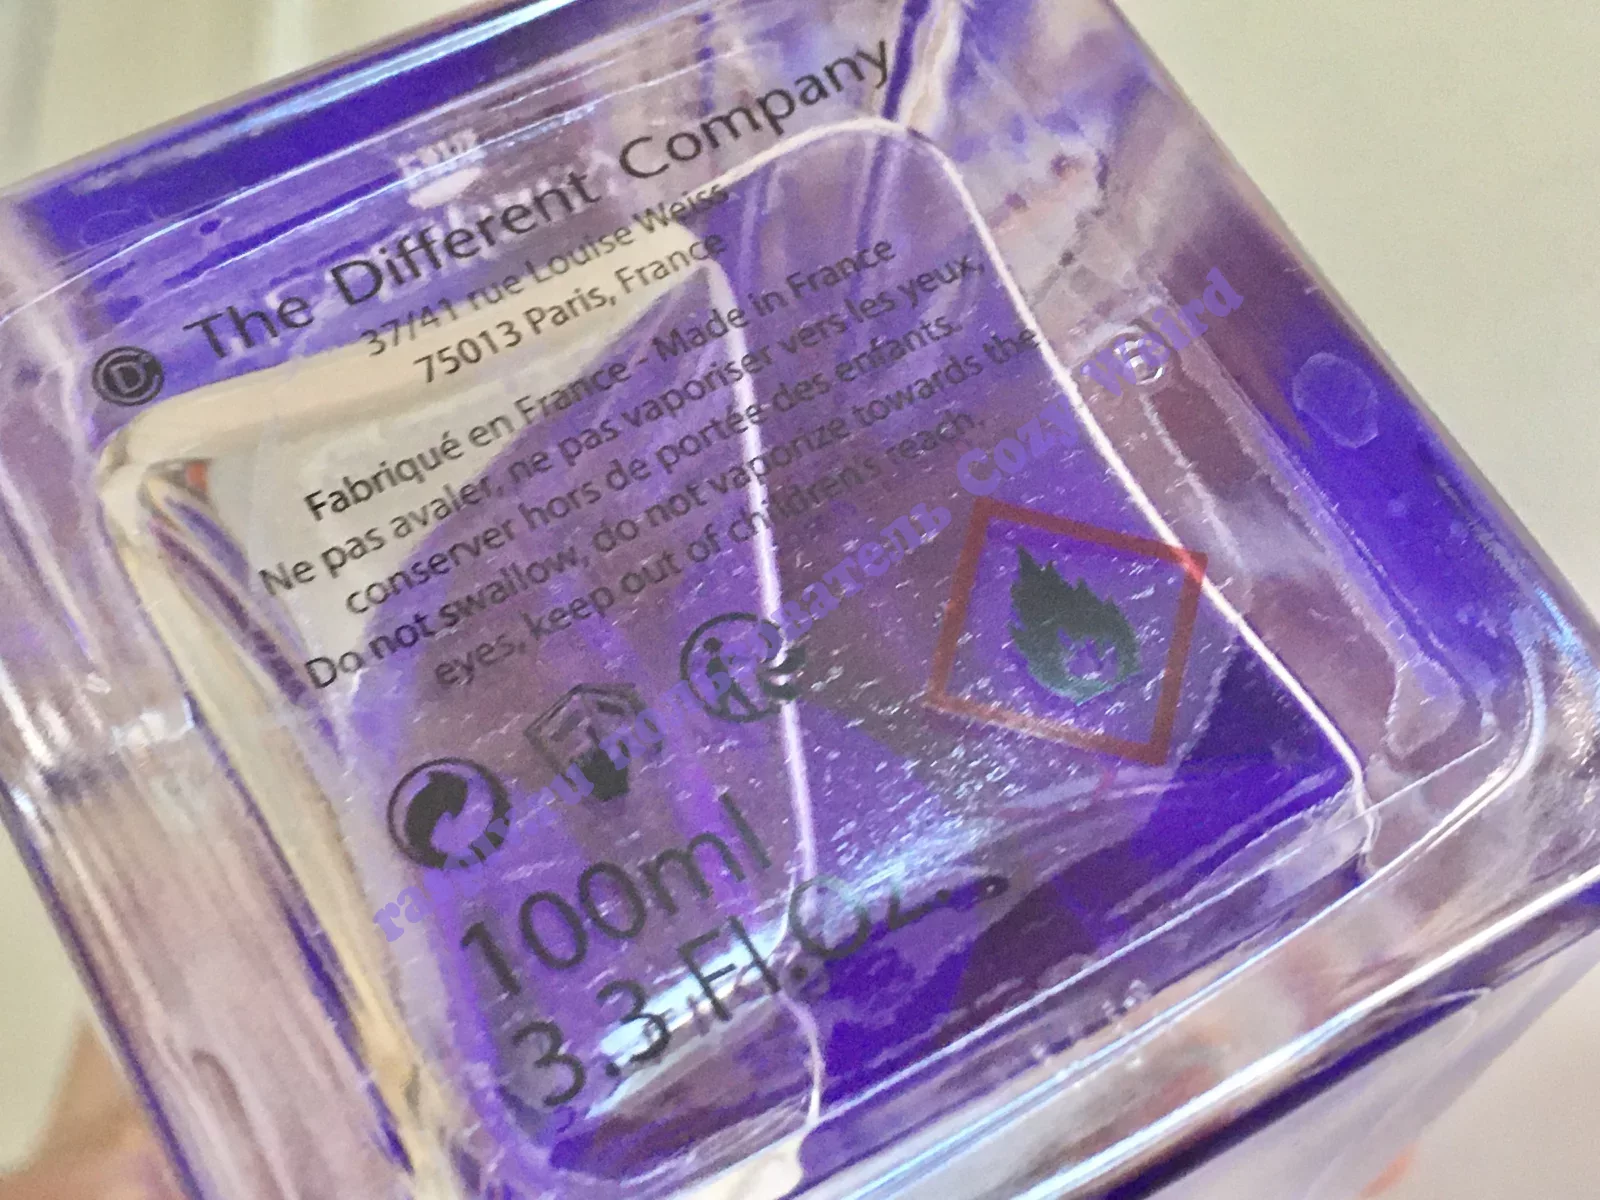 The Different Company
37/41 rue Louise Weiss
75013 Paris, France
Fabriqué en France - Made in France
Ne pas avaler, ne pas vaporiser vers les yeux,
conserver hors de portée des enfants.
Do not swallow, do not vaporize towards the
eyes, keep out of children's reach.
100ml
3.3 Fl.Oz.
Cozy